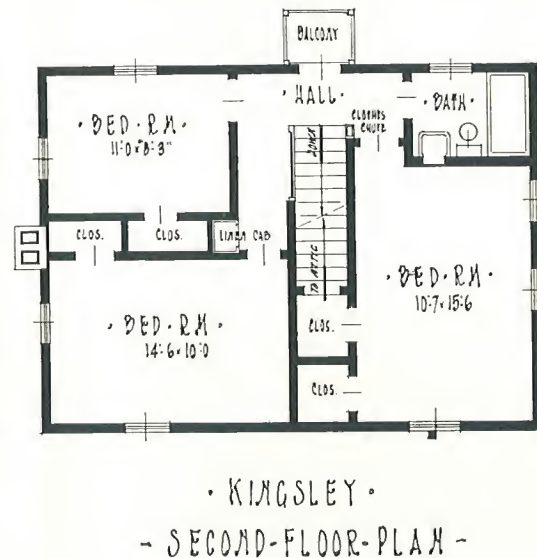 BALCONY
· HALL ·
· BATH ·
CLOTHES
CHUTE
· BED · RM ·
11'-0 x 8'-3"
DOWN
CLOS.
CLOS.
LINEN CAB
TO ATTIC
· BED · RM ·
10'-7 x 15'-6
· BED · RM ·
14'-6 x 10'-0
CLOS.
CLOS.
· KINGSLEY ·
- SECOND-FLOOR-PLAN -